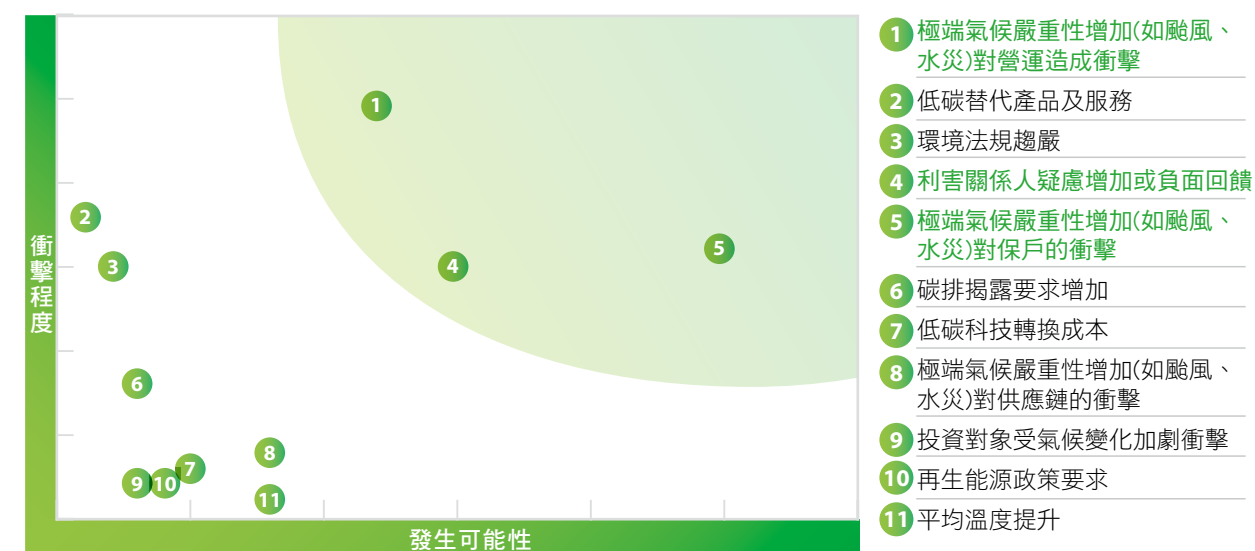 衝擊程度
1
2
3
4
5
6
7
8
9
10
11
發生可能性
1 極端氣候嚴重性增加(如颱風、
水災)對營運造成衝擊
2 低碳替代產品及服務
3 環境法規趨嚴
4 利害關係人疑慮增加或負面回饋
5 極端氣候嚴重性增加(如颱風、
水災)對保戶的衝擊
6 碳排揭露要求增加
7 低碳科技轉換成本
8 極端氣候嚴重性增加(如颱風、
水災)對供應鏈的衝擊
9 投資對象受氣候變化加劇衝擊
10 再生能源政策要求
11 平均溫度提升